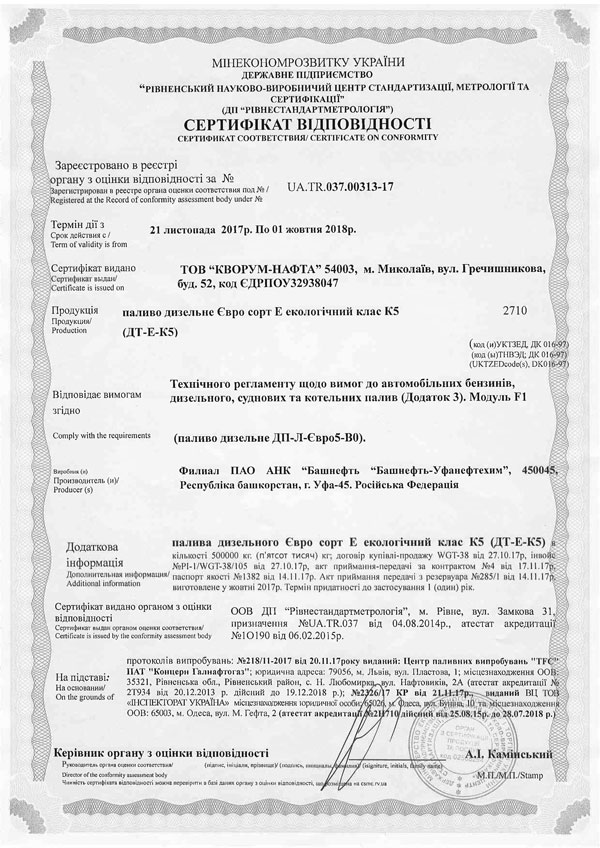 МІНЕКОНОМРОЗВИТКУ УКРАЇНИ
ДЕРЖАВНЕ ПІДПРИЄМСТВО
“РІВНЕНСЬКИЙ НАУКОВО-ВИРОБНИЧИЙ ЦЕНТР СТАНДАРТИЗАЦІЇ, МЕТРОЛОГІЇ ТА
СЕРТИФІКАЦІЇ”
(ДП “РІВНЕСТАНДАРТМЕТРОЛОГІЯ”)
СЕРТИФІКАТ ВІДПОВІДНОСТІ
СЕРТИФИКАТ СООТВЕТСТВИЯ/ CERTIFICATE ON CONFORMITY
Зареєстровано в реєстрі
органу з оцінки відповідності за №
Зарегистрирован в реестре органа оценки соответствия под № /
Registered at the Record of conformity assessment body under №
UA.TR.037.00313-17
Термін дії з
Срок действия с /
Term of validity is from
21 листопада 2017р. По 01 жовтня 2018р.
Сертифікат видано
Сертификат выдан/
Certificate is issued on
ТОВ “КВОРУМ-НАФТА” 54003, м. Миколаїв, вул. Гречишникова,
буд. 52, код ЄДРПОУ32938047
Продукція
Продукция/
Production
паливо дизельне Євро сорт Е екологічний клас К5 2710
(ДТ-Е-К5)
(код (и)УКТЗЕД, ДК 016-97)
(код (ы)ТНВЭД; ДК 016-97)
(UKTZEDcode(s), DK016-97)
Відповідає вимогам
згідно
Comply with the requirements
Технічного регламенту щодо вимог до автомобільних бензинів,
дизельного, суднових та котельних палив (Додаток 3). Модуль F1
(паливо дизельне ДП-Л-Євро5-В0).
Виробник (и)
Производитель (и)/
Producer (s)
Филиал ПАО АНК “Башнефть “Башнефть-Уфанефтехим”, 450045,
Республіка башкорстан, г. Уфа-45. Російська Федерація
Додаткова
інформація
Дополнительная информация/
Additional information
палива дизельного Євро сорт Е екологічний клас К5 (ДТ-Е-К5) в
кількості 500000 кг. (п'ятсот тисяч) кг; договір купівлі-продажу WGT-38 від 27.10.17р, інвойс
№PI-1/WGT-38/105 від 27.10.17р, акт приймання-передачі за контрактом №4 від 17.11.17р,
паспорт якості №1382 від 14.11.17р. Акт приймання передачі з резервуара №285/1 від 14.11.17р,
виготовлене у жовтні 2017р. Термін придатності до застосування 1 (один) рік.
Сертифікат видано органом з оцінки
відповідності
Сертификат выдан органом оценки соответствия/
Certificate is issued by the conformity assessment body
ООВ ДП “Рівнестандартметрологія”, м. Рівне, вул. Замкова 31,
призначення №UA.TR.037 від 04.08.2014р., атестат акредитації
№1О190 від 06.02.2015р.
На підставі:
На основании/
On the grounds of
протоколів випробувань: №218/11-2017 від 20.11.17року виданий: Центр паливних випробувань "ТЄС"
ПАТ "Концерн Галнафтогаз"; юридична адреса: 79056, м. Львів, вул. Пластова, 1; місцезнаходження ООВ:
35321, Рівненська область, Рівненський район, с. Н. Любомирка, вул. Нафтовиків, 2А (атестат акредитації №
2Т934 від 20.12.2013 р. дійсний до 19.12.2018 р.); №2326/17 КР від 21.11.17р., виданий ВЦ ТОВ
«ІНСПЕКТОРАТ УКРАЇНА» місцезнаходження юридичної особи: 65026, м. Одеса, вул. Буніна, 10 та місцезнаходження
ООВ: 65003, м. Одеса, вул. М. Гефта, 2 (атестат акредитації №2Н710 дійсний від 25.08.15р. до 28.07.2018 р.)
Керівник органу з оцінки відповідності
А.І. Камінський
Руководитель органа оценки соответствия/
Director of the conformity assessment body
М.П./М.П./Stamp